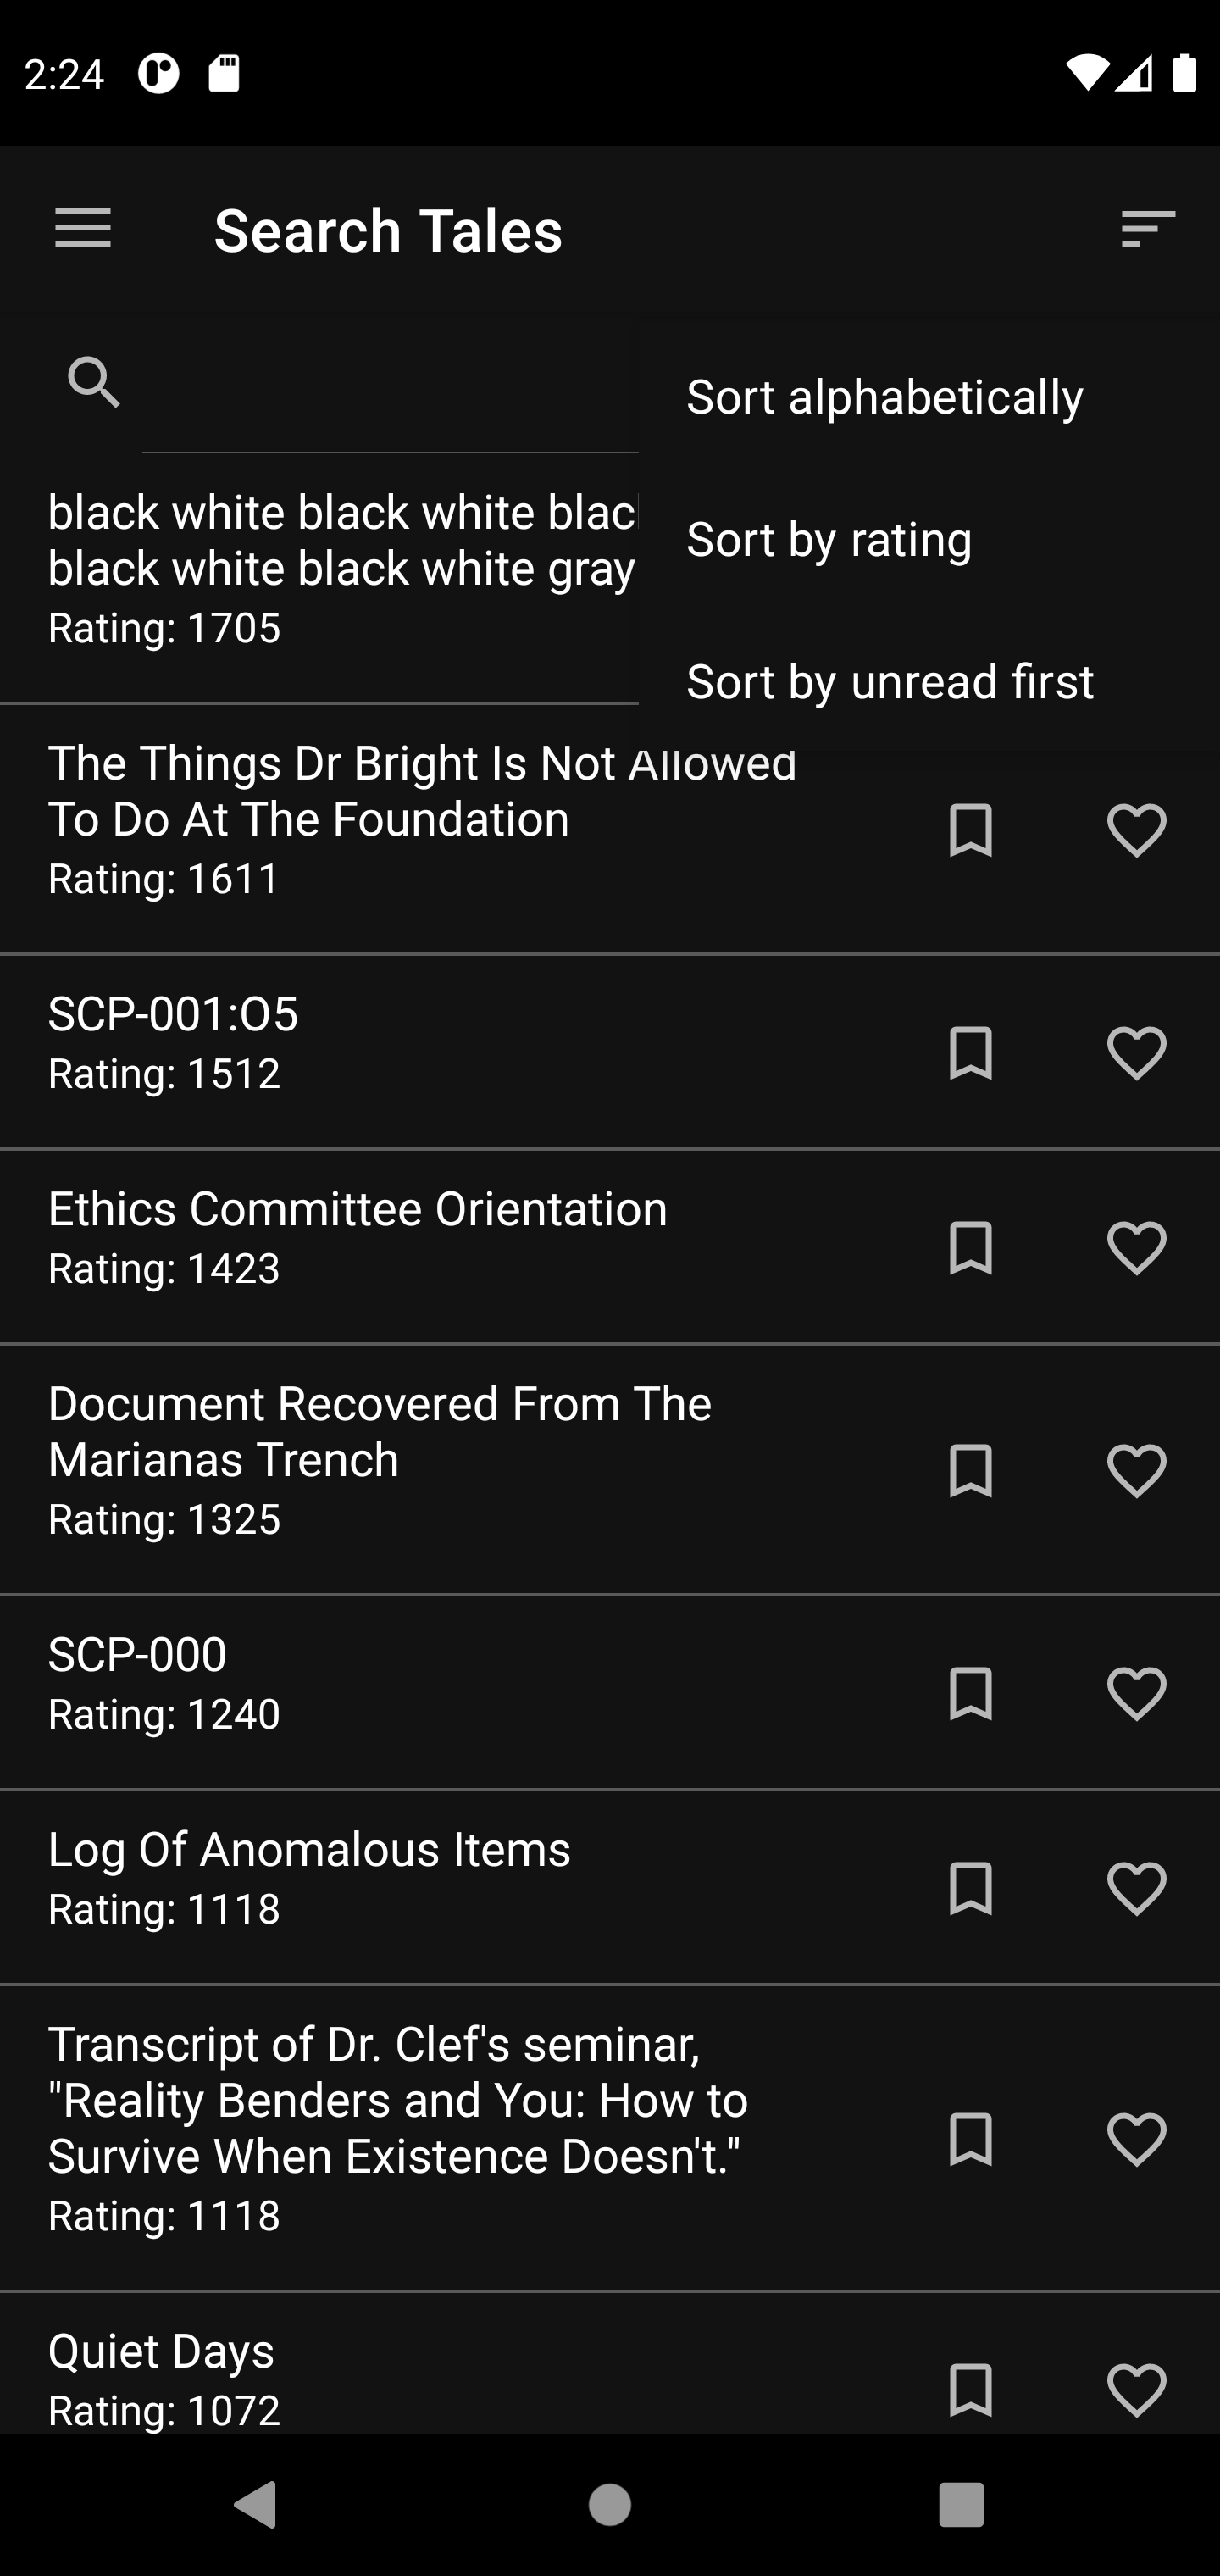 2:24
Search Tales
Sort alphabetically
Sort by rating
Sort by unread first
black white black white blac
black white black white gray
Rating: 1705
The Things Dr Bright Is Not Allowed
To Do At The Foundation
Rating: 1611
SCP-001:O5
Rating: 1512
Ethics Committee Orientation
Rating: 1423
Document Recovered From The
Marianas Trench
Rating: 1325
SCP-000
Rating: 1240
Log Of Anomalous Items
Rating: 1118
Transcript of Dr. Clef's seminar,
"Reality Benders and You: How to
Survive When Existence Doesn't."
Rating: 1118
Quiet Days
Rating: 1072